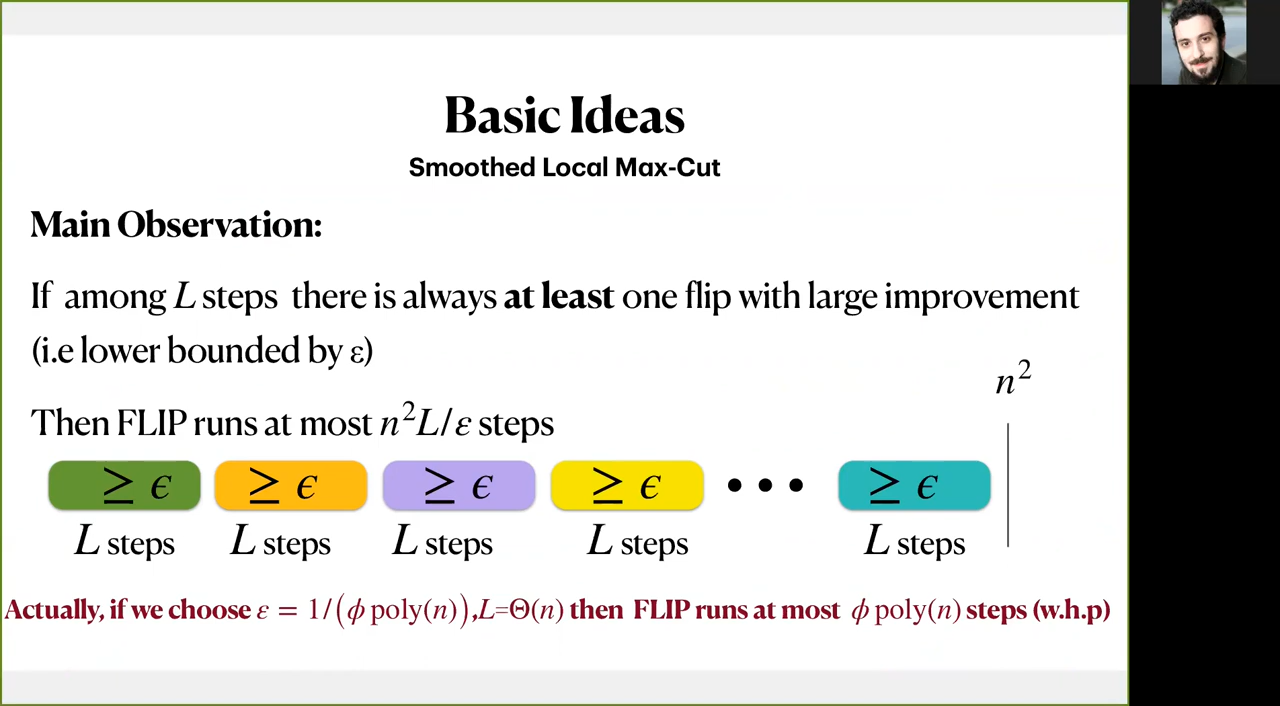 Basic Ideas
Smoothed Local Max-Cut
Main Observation:
If among L steps there is always at least one flip with large improvement
(i.e lower bounded by ε)
n²
Then FLIP runs at most n²L/ε steps
≥ ϵ ≥ ϵ ≥ ϵ ≥ ϵ • • • ≥ ϵ
L steps L steps L steps L steps L steps
Actually, if we choose ε = 1/(ϕ poly(n)),L=Θ(n) then FLIP runs at most ϕ poly(n) steps (w.h.p)